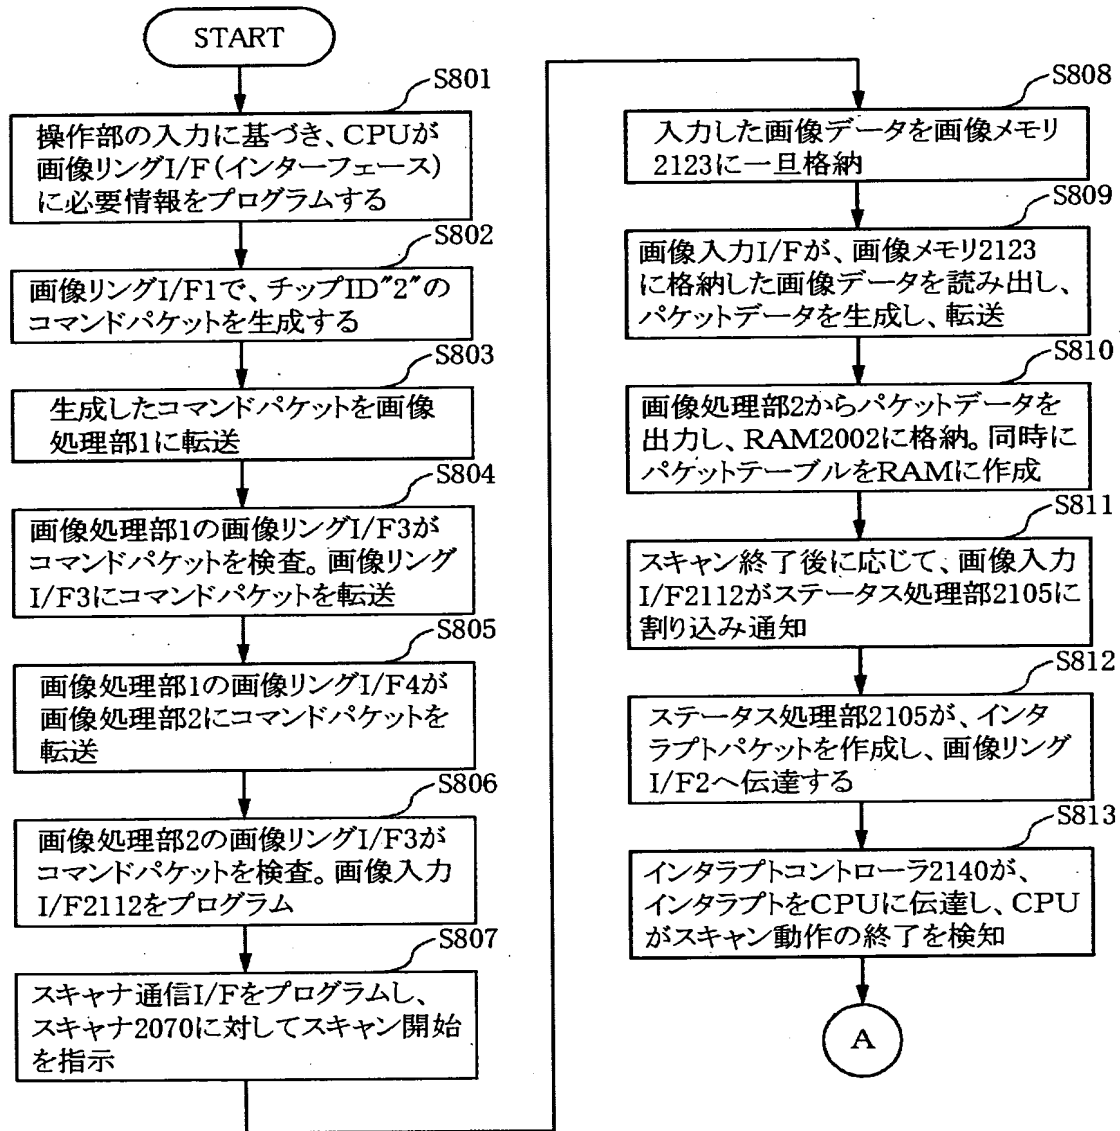 START
S801
操作部の入力に基づき、CPUが
画像リングI/F(インターフェース)
に必要情報をプログラムする
S802
画像リングI/F1で、チップID"2"の
コマンドパケットを生成する
S803
生成したコマンドパケットを画像
処理部1に転送
S804
画像処理部1の画像リングI/F3が
コマンドパケットを検査。画像リング
I/F3にコマンドパケットを転送
S805
画像処理部1の画像リングI/F4が
画像処理部2にコマンドパケットを
転送
S806
画像処理部2の画像リングI/F3が
コマンドパケットを検査。画像入力
I/F2112をプログラム
S807
スキャナ通信I/Fをプログラムし、
スキャナ2070に対してスキャン開始
を指示
S808
入力した画像データを画像メモリ
2123に一旦格納
S809
画像入力I/Fが、画像メモリ2123
に格納した画像データを読み出し、
パケットデータを生成し、転送
S810
画像処理部2からパケットデータを
出力し、RAM2002に格納。同時に
パケットテーブルをRAMに作成
S811
スキャン終了後に応じて、画像入力
I/F2112がステータス処理部2105に
割り込み通知
S812
ステータス処理部2105が、インタ
ラプトパケットを作成し、画像リング
I/F2へ伝達する
S813
インタラプトコントローラ2140が、
インタラプトをCPUに伝達し、CPU
がスキャン動作の終了を検知
A